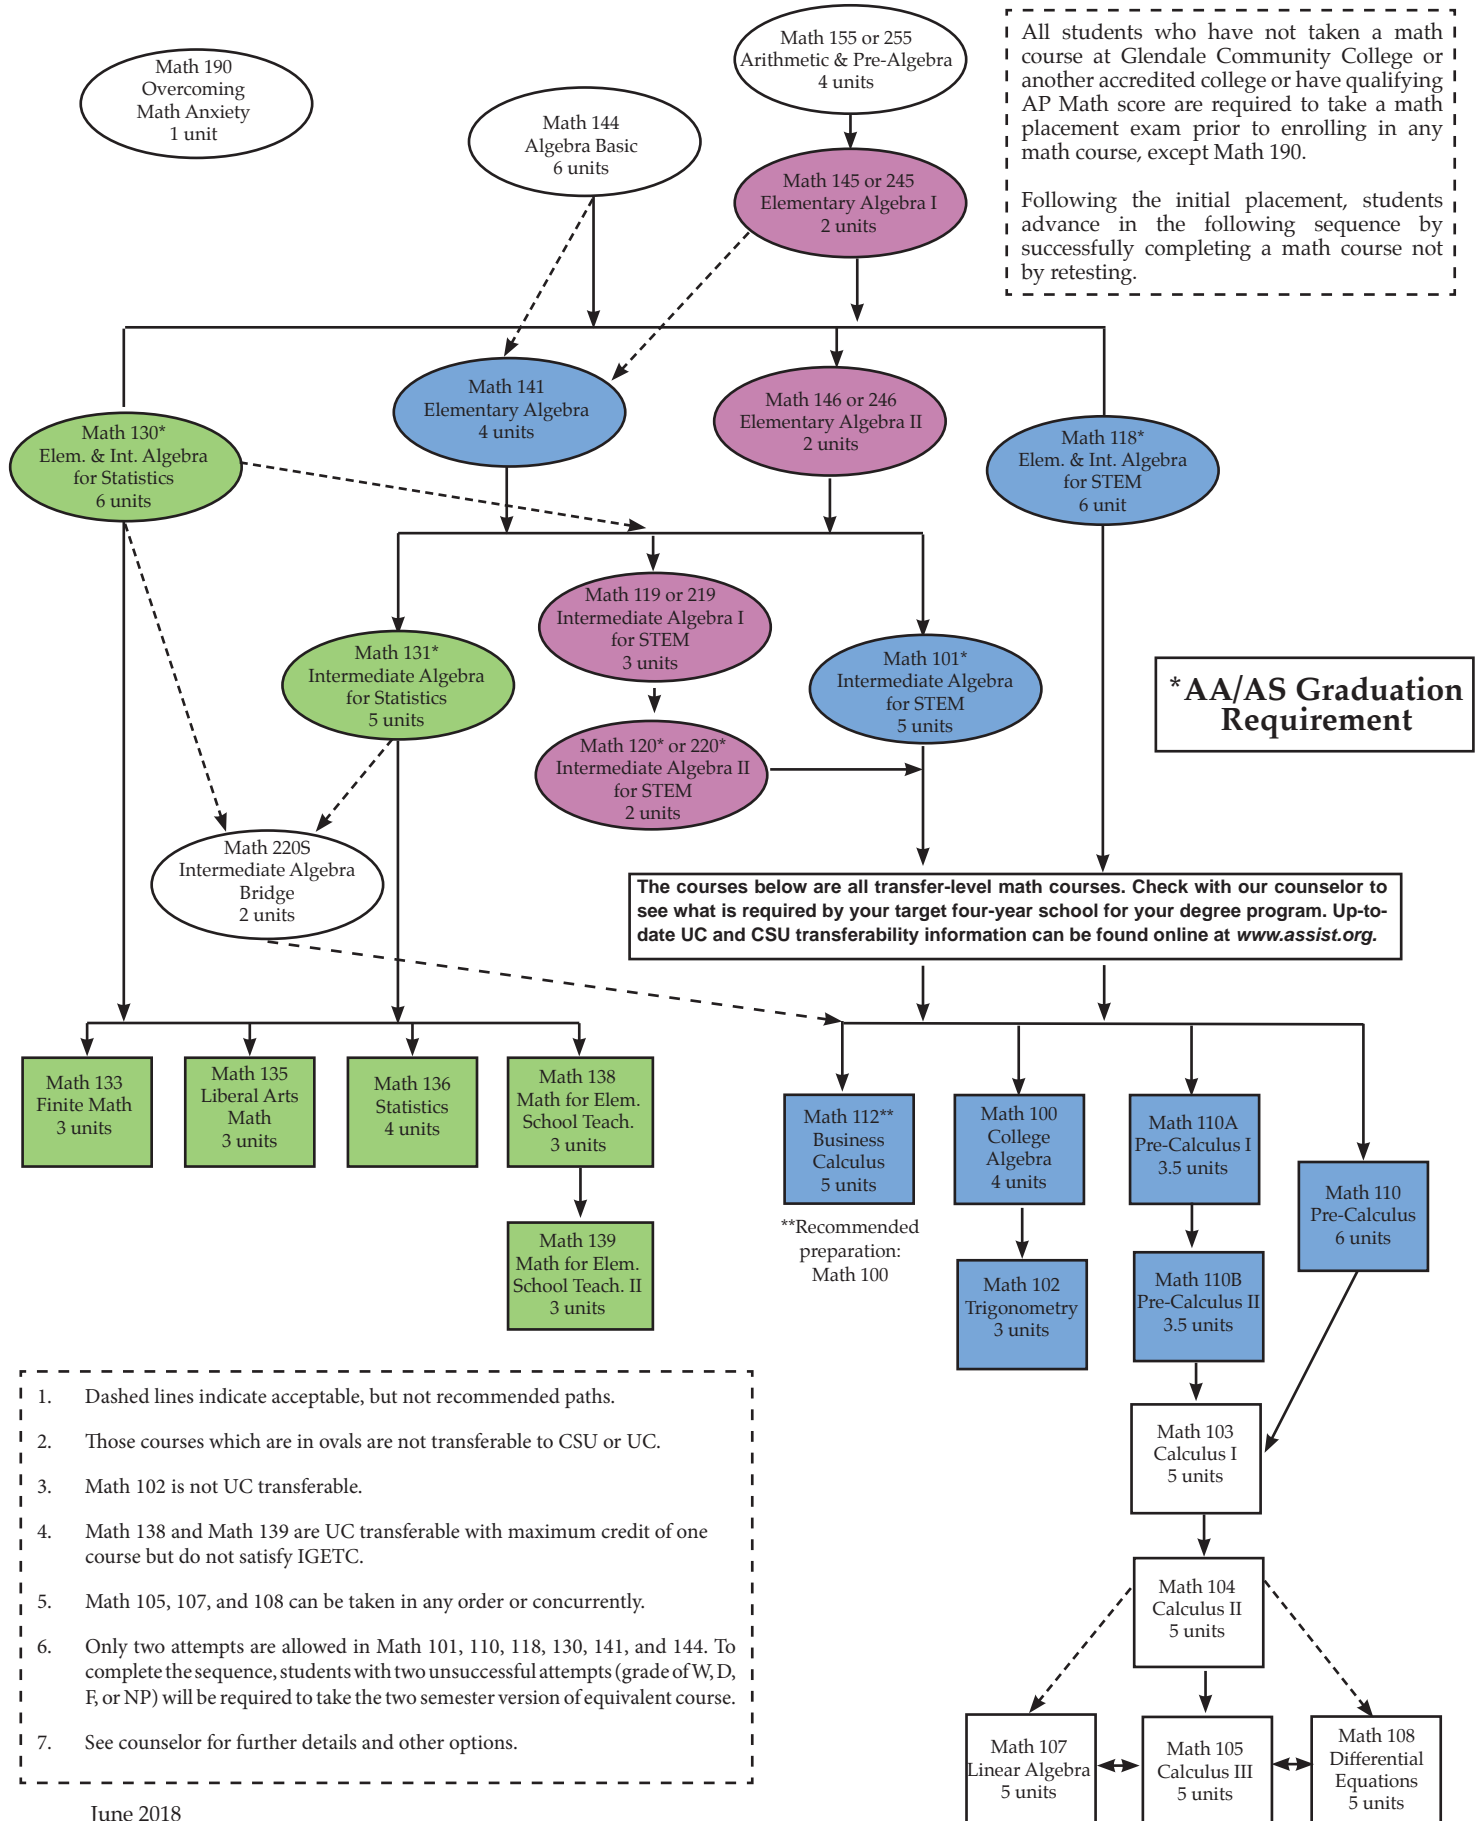 Math 155 or 255
Arithmetic & Pre-Algebra
4 units
Math 190
Overcoming
Math Anxiety
1 unit
Math 144
Algebra Basic
6 units
All students who have not taken a math
course at Glendale Community College or
another accredited college or have qualifying
AP Math score are required to take a math
placement exam prior to enrolling in any
math course, except Math 190.
Following the initial placement, students
advance in the following sequence by
successfully completing a math course not
by retesting.
Math 145 or 245
Elementary Algebra I
2 units
Math 141
Elementary Algebra
4 units
Math 146 or 246
Elementary Algebra II
2 units
Math 130*
Elem. & Int. Algebra
for Statistics
6 units
Math 118*
Elem. & Int. Algebra
for STEM
6 unit
Math 119 or 219
Intermediate Algebra I
for STEM
3 units
Math 131*
Intermediate Algebra
for Statistics
5 units
Math 101*
Intermediate Algebra
for STEM
5 units
*AA/AS Graduation
Requirement
Math 120* or 220*
Intermediate Algebra II
for STEM
2 units
Math 220S
Intermediate Algebra
Bridge
2 units
The courses below are all transfer-level math courses. Check with our counselor to
see what is required by your target four-year school for your degree program. Up-to-
date UC and CSU transferability information can be found online at www.assist.org.
Math 133
Finite Math
3 units
Math 135
Liberal Arts
Math
3 units
Math 136
Statistics
4 units
Math 138
Math for Elem.
School Teach.
3 units
Math 139
Math for Elem.
School Teach. II
3 units
Math 112**
Business
Calculus
5 units
**Recommended
preparation:
Math 100
Math 100
College
Algebra
4 units
Math 102
Trigonometry
3 units
Math 110A
Pre-Calculus I
3.5 units
Math 110B
Pre-Calculus II
3.5 units
Math 110
Pre-Calculus
6 units
Math 103
Calculus I
5 units
Math 104
Calculus II
5 units
Math 107
Linear Algebra
5 units
Math 105
Calculus III
5 units
Math 108
Differential
Equations
5 units
1. Dashed lines indicate acceptable, but not recommended paths.
2. Those courses which are in ovals are not transferable to CSU or UC.
3. Math 102 is not UC transferable.
4. Math 138 and Math 139 are UC transferable with maximum credit of one
course but do not satisfy IGETC.
5. Math 105, 107, and 108 can be taken in any order or concurrently.
6. Only two attempts are allowed in Math 101, 110, 118, 130, 141, and 144. To
complete the sequence, students with two unsuccessful attempts (grade of W, D,
F, or NP) will be required to take the two semester version of equivalent course.
7. See counselor for further details and other options.
June 2018